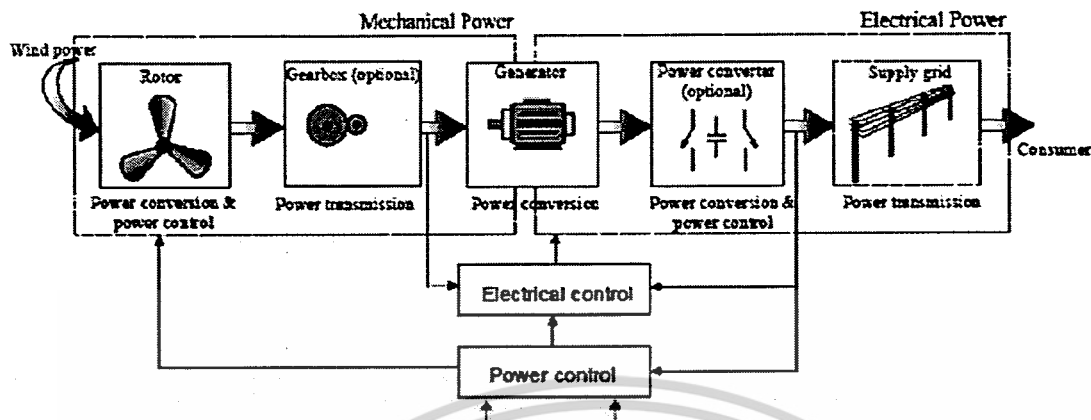 Mechanical Power
Electrical Power
Wind power
Rotor
Gearbox (optional)
Generator
Power converter
(optional)
Supply grid
Consumer
Power conversion &
power control
Power transmission
Power conversion
Power conversion &
power control
Power transmission
Electrical control
Power control